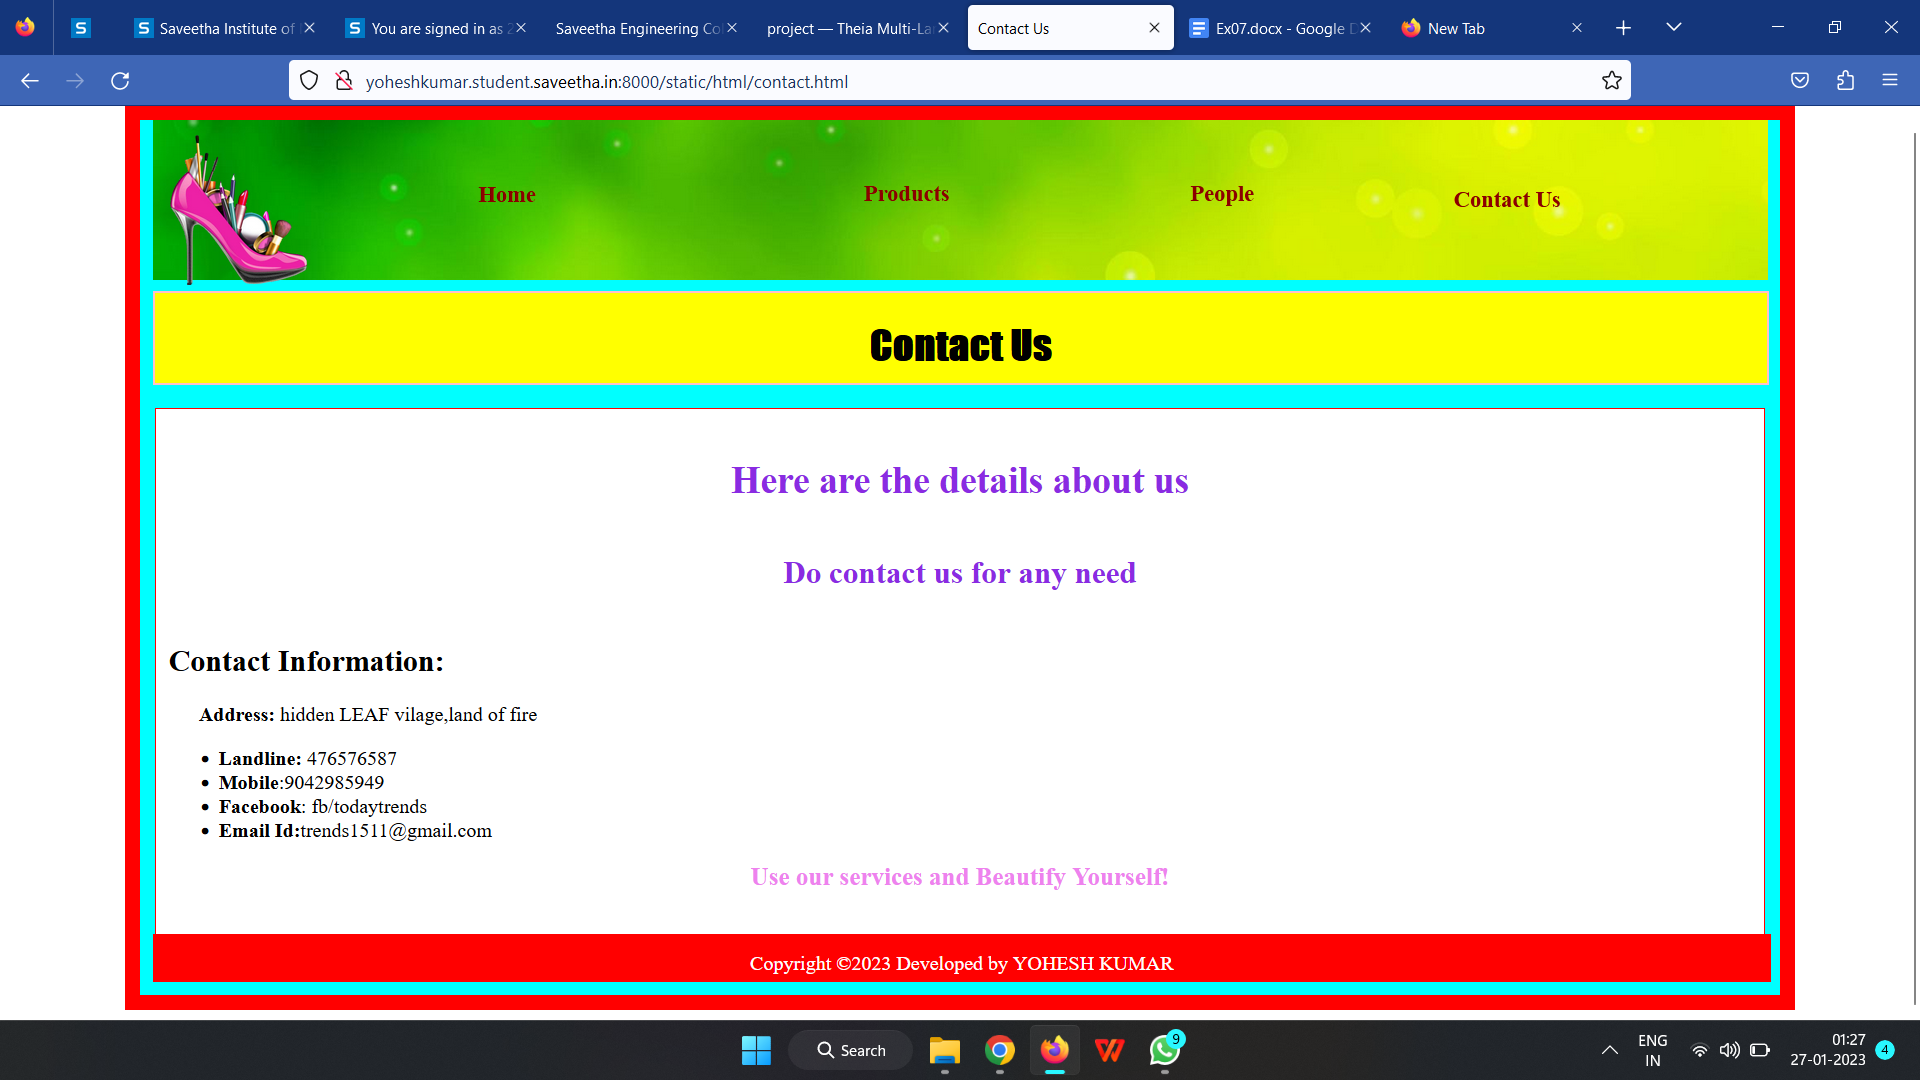 Saveetha Institute of
You are signed in as 2
Saveetha Engineering Col
project — Theia Multi-La
Contact Us
Ex07.docx - Google D
New Tab
yoheshkumar.student.saveetha.in:8000/static/html/contact.html
Home
Products
People
Contact Us
Contact Us
Here are the details about us
Do contact us for any need
Contact Information:
Address: hidden LEAF vilage,land of fire
• Landline: 476576587
• Mobile:9042985949
• Facebook: fb/todaytrends
• Email Id:trends1511@gmail.com
Use our services and Beautify Yourself!
Copyright ©2023 Developed by YOHESH KUMAR
Search
9
ENG
IN
01:27
27-01-2023
4